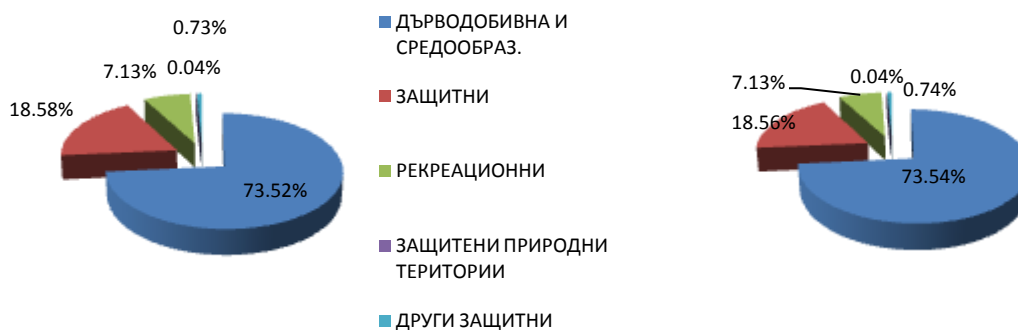 0.73%
7.13%
0.04%
18.58%
73.52%
ДЪРВОДОБИВНА И
СРЕДООБРАЗ.
ЗАЩИТНИ
РЕКРЕАЦИОННИ
ЗАЩИТЕНИ ПРИРОДНИ
ТЕРИТОРИИ
ДРУГИ ЗАЩИТНИ
7.13%
0.04%
0.74%
18.56%
73.54%